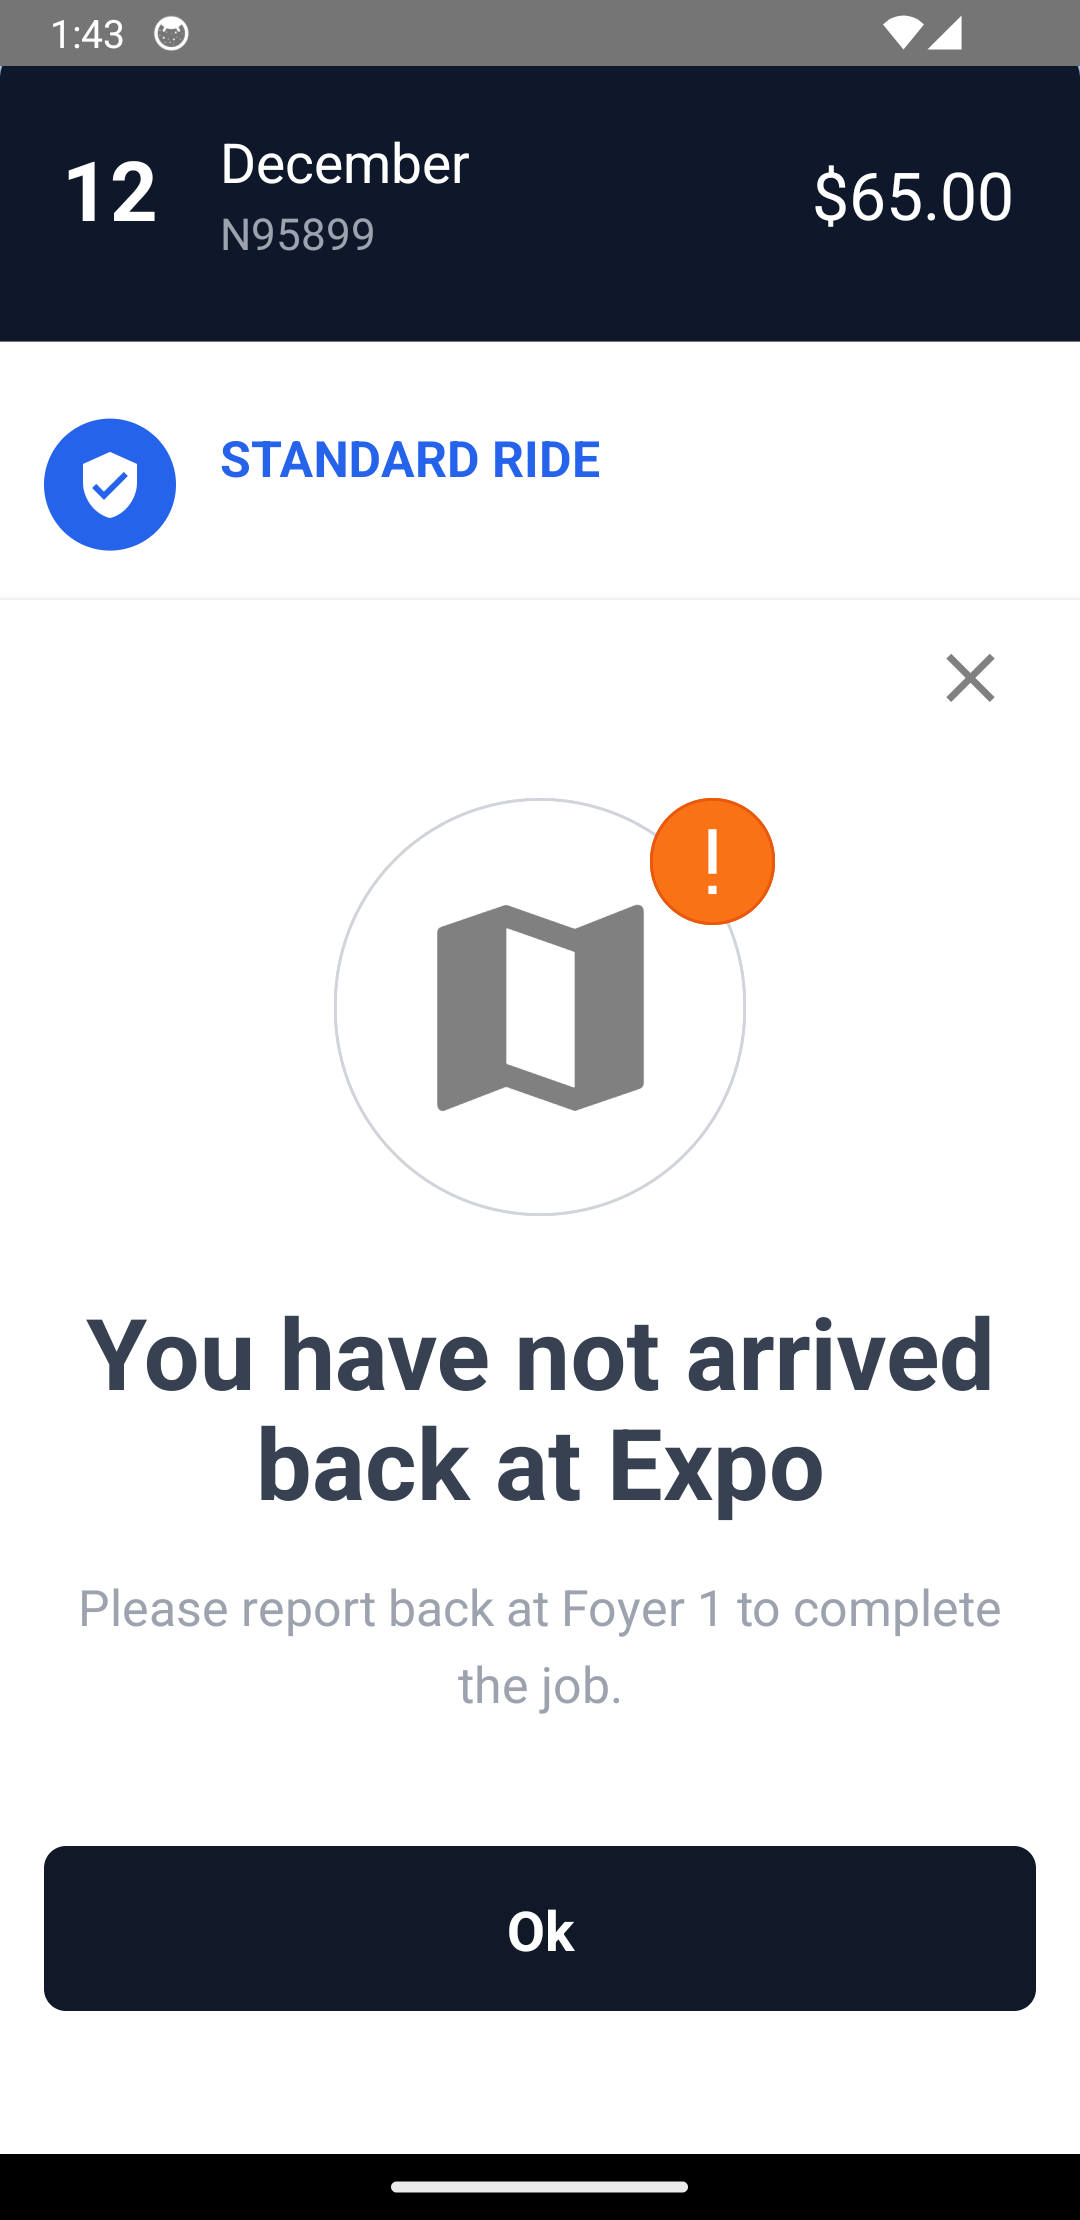 1:43
12
December
N95899
$65.00
STANDARD RIDE
You have not arrived
back at Expo
Please report back at Foyer 1 to complete
the job.
Ok